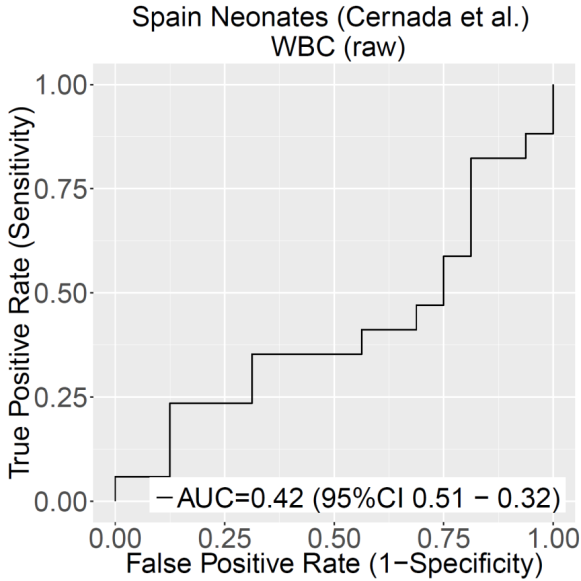 Spain Neonates (Cernada et al.)
WBC (raw)
True Positive Rate (Sensitivity)
1.00
0.75
0.50
0.25
0.00
AUC=0.42 (95%CI 0.51 − 0.32)
0.00 0.25 0.50 0.75 1.00
False Positive Rate (1−Specificity)